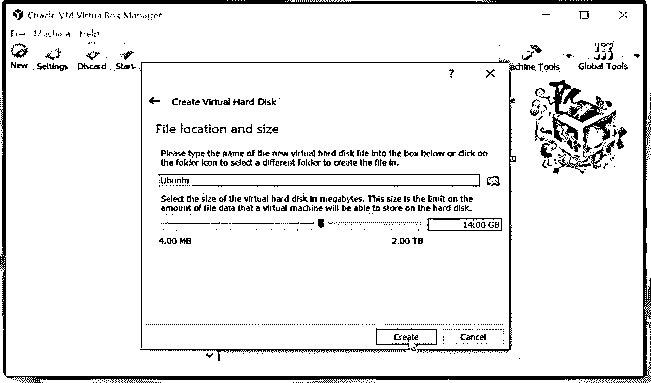 Oracle VM VirtualBox Manager
File Machine Help
New Settings Discard Start
Machine Tools Global Tools
?
Create Virtual Hard Disk
File location and size
Please type the name of the new virtual hard disk file into the box below or click on
the folder icon to select a different folder to create the file in.
Ubuntu
Select the size of the virtual hard disk in megabytes. This size is the limit on the
amount of file data that a virtual machine will be able to store on the hard disk.
14.00 GB
4.00 MB 2.00 TB
Create Cancel